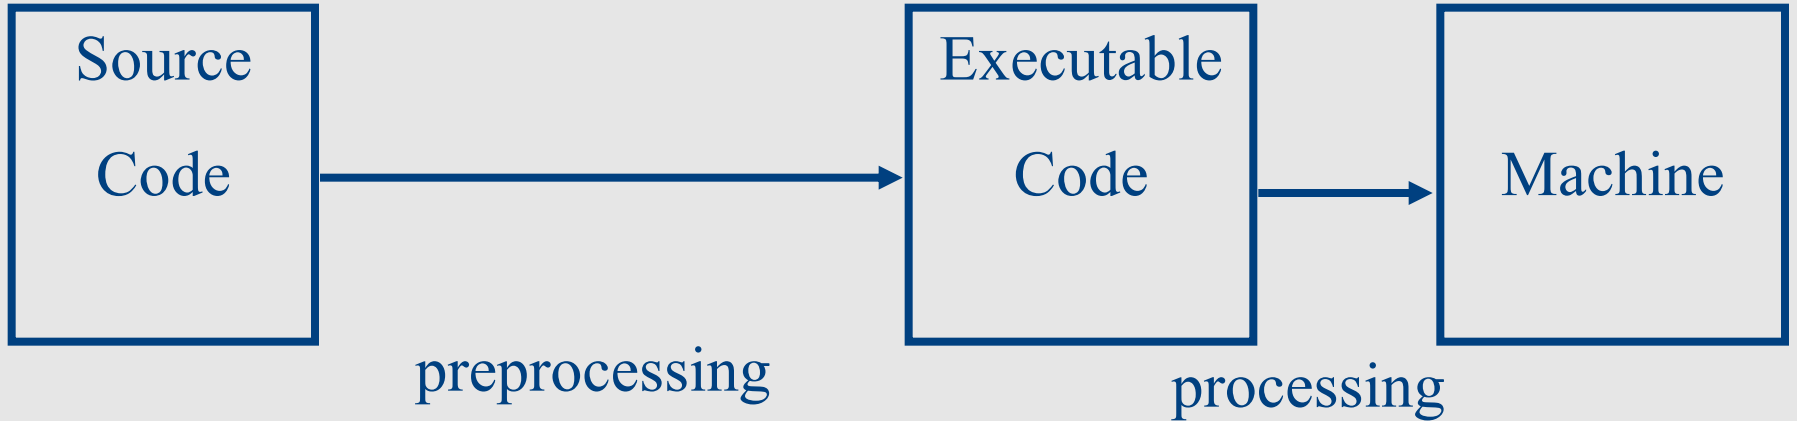 Source
Code
Executable
Code
Machine
preprocessing
processing